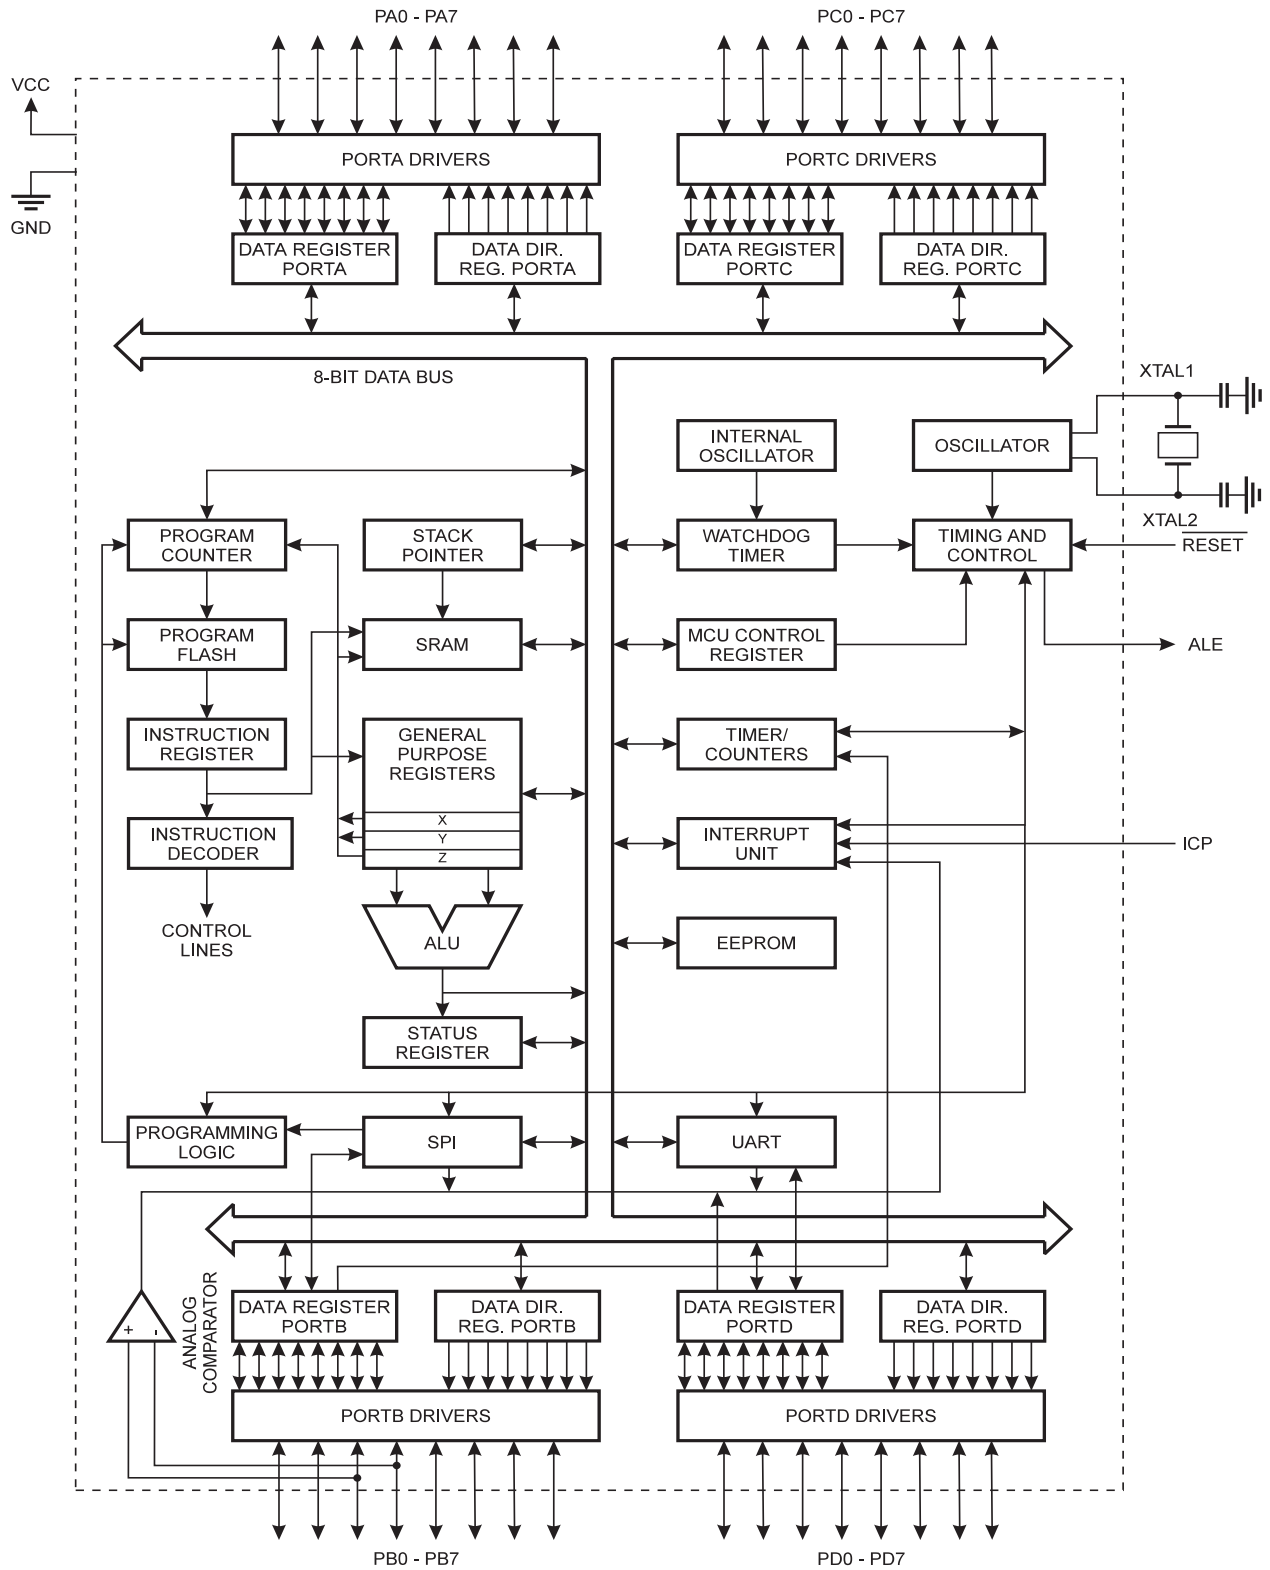 PA0 - PA7
PC0 - PC7
VCC
PORTA DRIVERS
PORTC DRIVERS
GND
DATA REGISTER
PORTA
DATA DIR.
REG. PORTA
DATA REGISTER
PORTC
DATA DIR.
REG. PORTC
8-BIT DATA BUS
XTAL1
INTERNAL
OSCILLATOR
OSCILLATOR
XTAL2
RESET
PROGRAM
COUNTER
STACK
POINTER
WATCHDOG
TIMER
TIMING AND
CONTROL
PROGRAM
FLASH
SRAM
MCU CONTROL
REGISTER
ALE
INSTRUCTION
REGISTER
GENERAL
PURPOSE
REGISTERS
X
Y
Z
TIMER/
COUNTERS
INSTRUCTION
DECODER
INTERRUPT
UNIT
ICP
CONTROL
LINES
ALU
EEPROM
STATUS
REGISTER
PROGRAMMING
LOGIC
SPI
UART
+
-
ANALOG
COMPARATOR
DATA REGISTER
PORTB
DATA DIR.
REG. PORTB
DATA REGISTER
PORTD
DATA DIR.
REG. PORTD
PORTB DRIVERS
PORTD DRIVERS
PB0 - PB7
PD0 - PD7